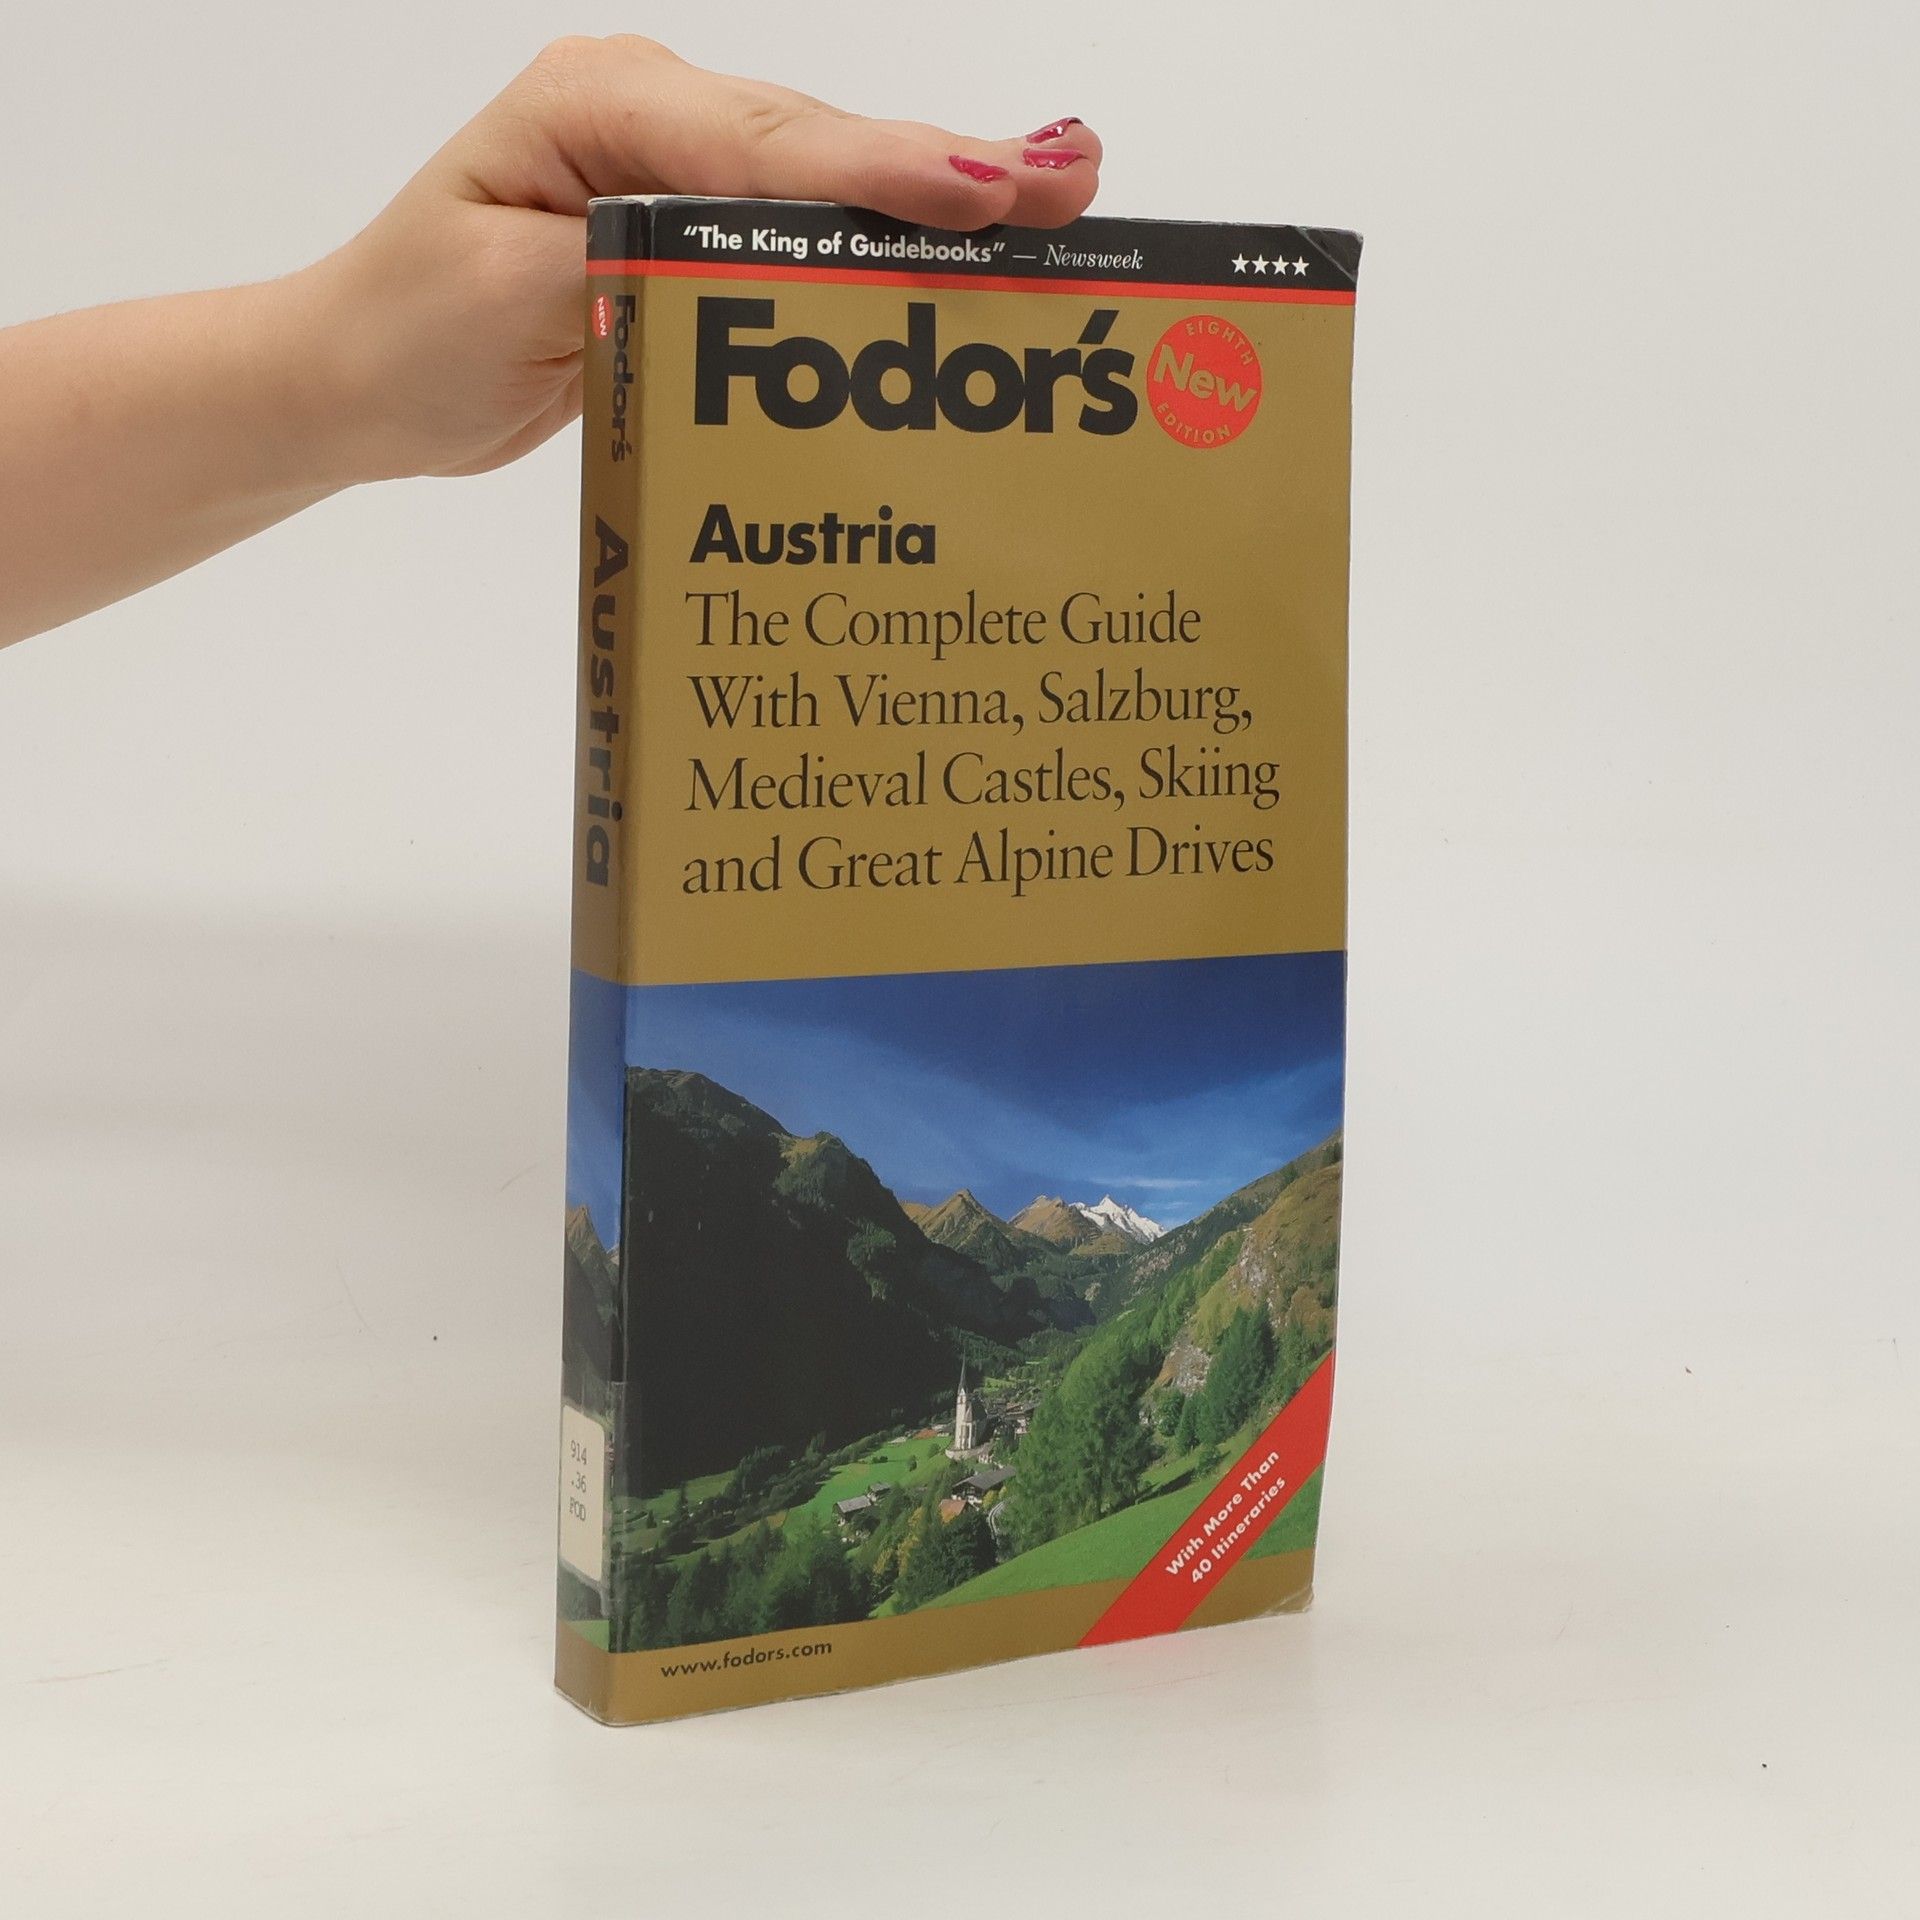 "The King of Guidebooks" — Newsweek
★★★★
Fodor's
EIGHTH
New
EDITION
Austria
The Complete Guide
With Vienna, Salzburg,
Medieval Castles, Skiing
and Great Alpine Drives
With More Than
40 Itineraries
www.fodors.com
NEW
Fodor's
Austria
914
.36
FOD